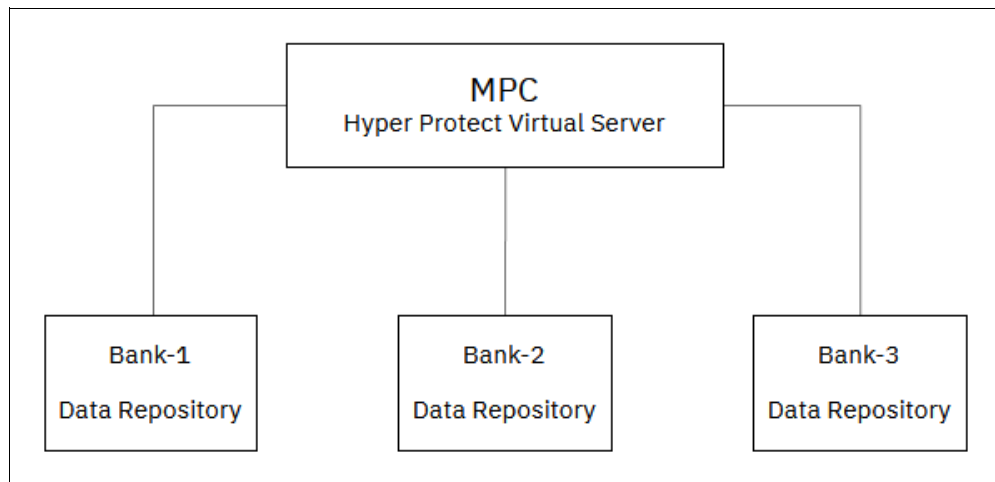 MPC
Hyper Protect Virtual Server
Bank-1
Data Repository
Bank-2
Data Repository
Bank-3
Data Repository